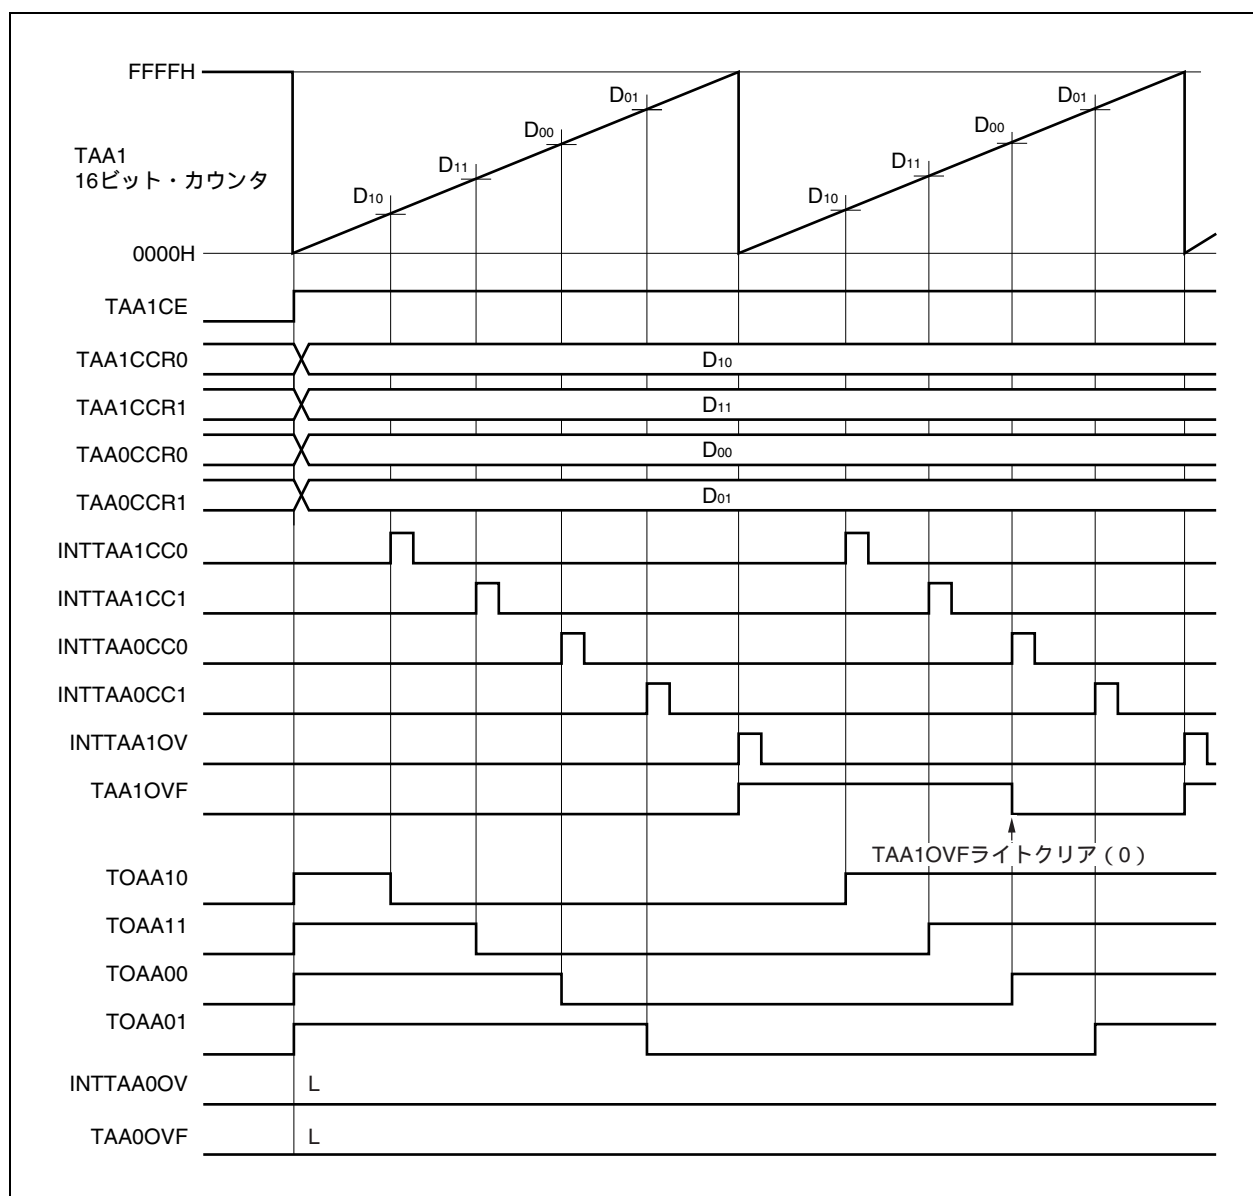 FFFFH
D01
D01
D00
D00
TAA1
16ビット・カウンタ
D11
D11
D10
D10
0000H
TAA1CE
TAA1CCR0
D10
TAA1CCR1
D11
TAA0CCR0
D00
TAA0CCR1
D01
INTTAA1CC0
INTTAA1CC1
INTTAA0CC0
INTTAA0CC1
INTTAA1OV
TAA1OVF
TAA1OVFライトクリア(0)
TOAA10
TOAA11
TOAA00
TOAA01
INTTAA0OV
L
TAA0OVF
L